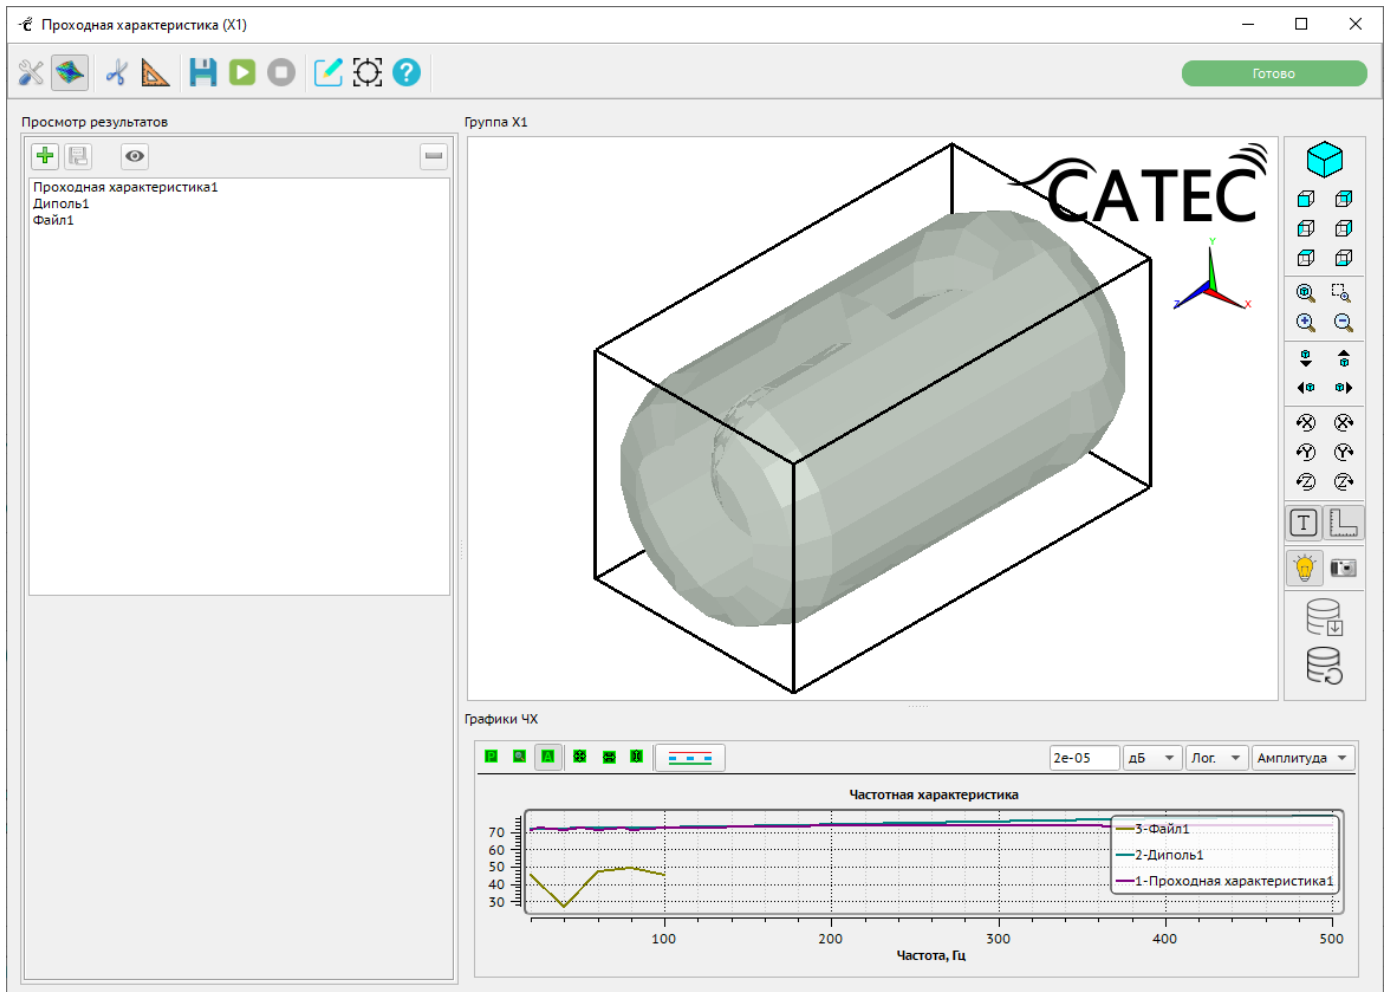 Проходная характеристика (X1)
Готово
Просмотр результатов
Проходная характеристика1
Диполь1
Файл1
Группа X1
CATEC
Y
Z
X
X
X
Y
Y
Z
Z
T
Графики ЧХ
P
A
2e-05
дБ
Лог.
Амплитуда
Частотная характеристика
70
60
50
40
30
3-Файл1
2-Диполь1
1-Проходная характеристика1
100
200
300
400
500
Частота, Гц